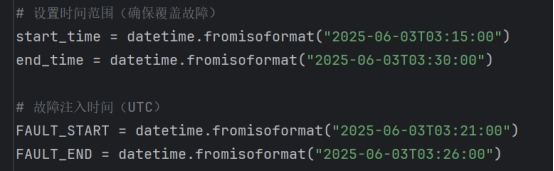 # 设置时间范围（确保覆盖故障）
start_time = datetime.fromisoformat("2025-06-03T03:15:00")
end_time = datetime.fromisoformat("2025-06-03T03:30:00")
# 故障注入时间（UTC）
FAULT_START = datetime.fromisoformat("2025-06-03T03:21:00")
FAULT_END = datetime.fromisoformat("2025-06-03T03:26:00")